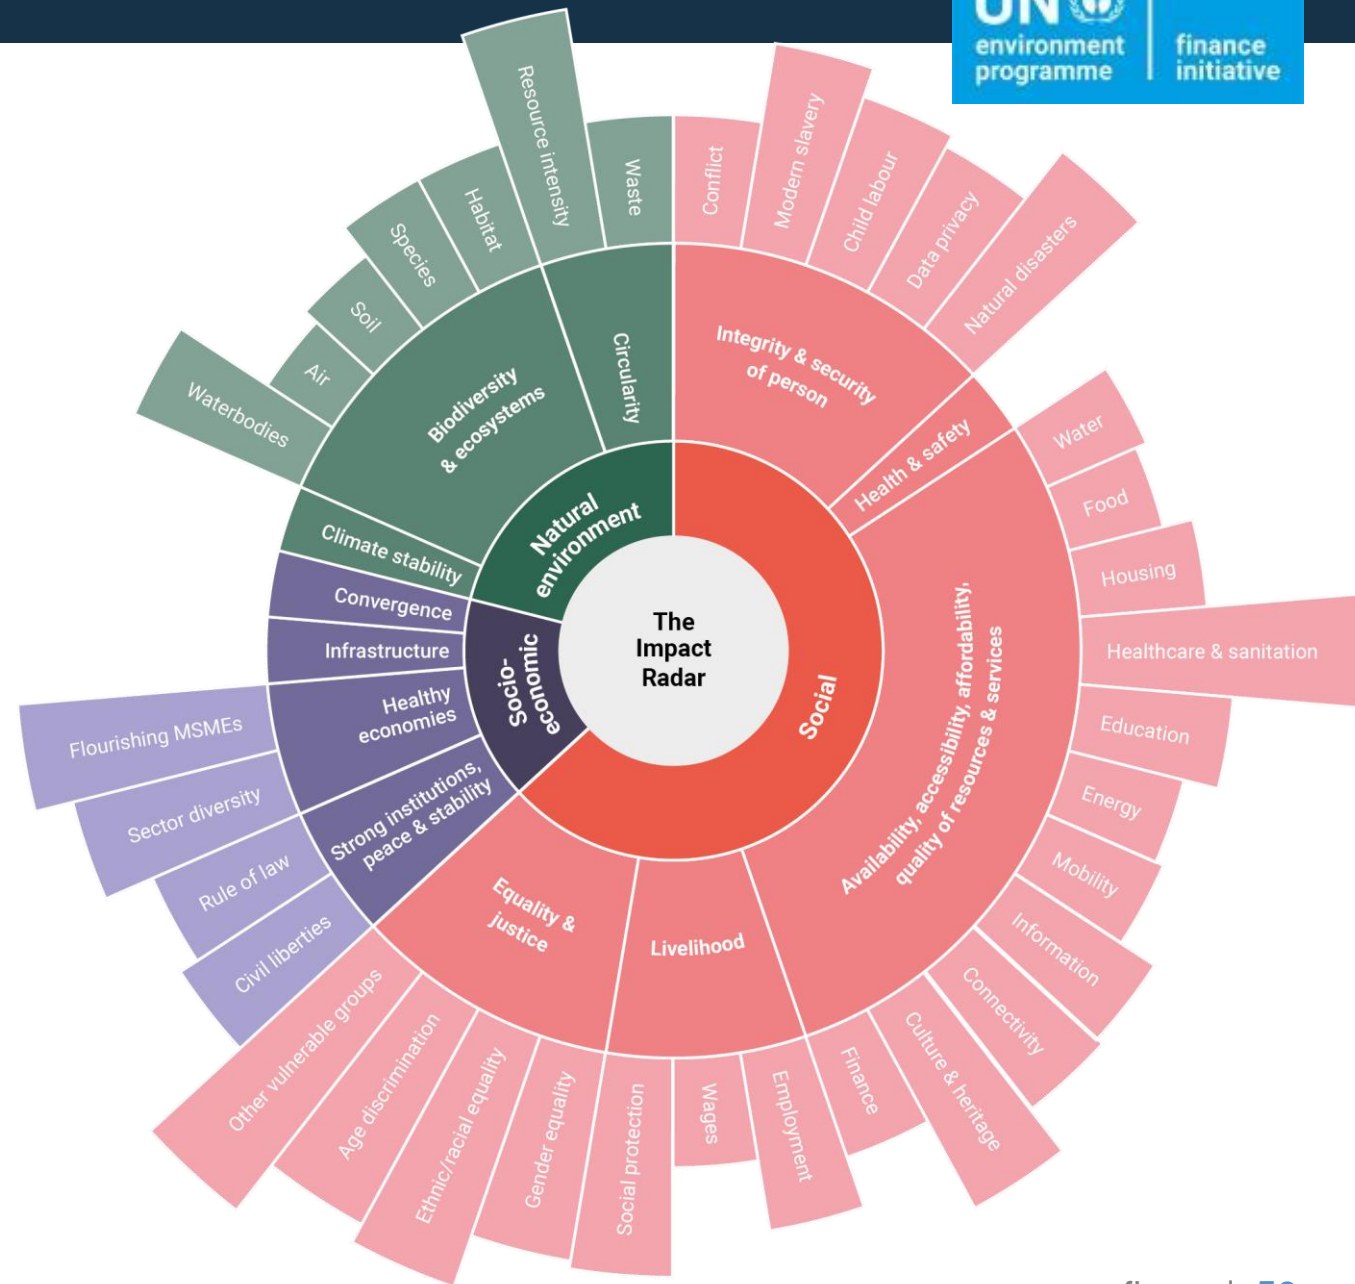 UN
environment
programme
finance
initiative
The
Impact
Radar
Natural
environment
Social
Socio-
economic
Circularity
Integrity & security
of person
Health & safety
Availability, accessibility, affordability,
quality of resources & services
Livelihood
Equality &
justice
Strong institutions,
peace & stability
Healthy
economies
Infrastructure
Convergence
Climate stability
Biodiversity
& ecosystems
Waste
Conflict
Modern slavery
Child labour
Data privacy
Natural disasters
Water
Food
Housing
Healthcare & sanitation
Education
Energy
Mobility
Information
Connectivity
Culture & heritage
Finance
Employment
Wages
Social protection
Gender equality
Ethnic/racial equality
Age discrimination
Other vulnerable groups
Civil liberties
Rule of law
Sector diversity
Flourishing MSMEs
Waterbodies
Air
Soil
Species
Habitat
Resource intensity